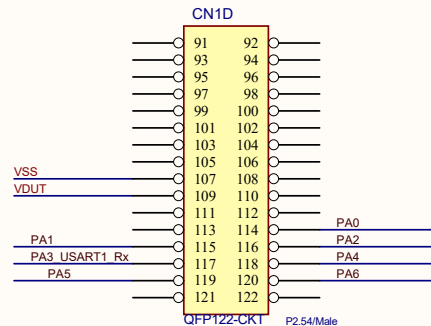 CN1D
91 92
93 94
95 96
97 98
99 100
101 102
103 104
105 106
VSS 107 108
VDUT 109 110
111 112
113 114 PA0
PA1 115 116 PA2
PA3_USART1_Rx 117 118 PA4
PA5 119 120 PA6
121 122
QFP122-CKT P2.54/Male